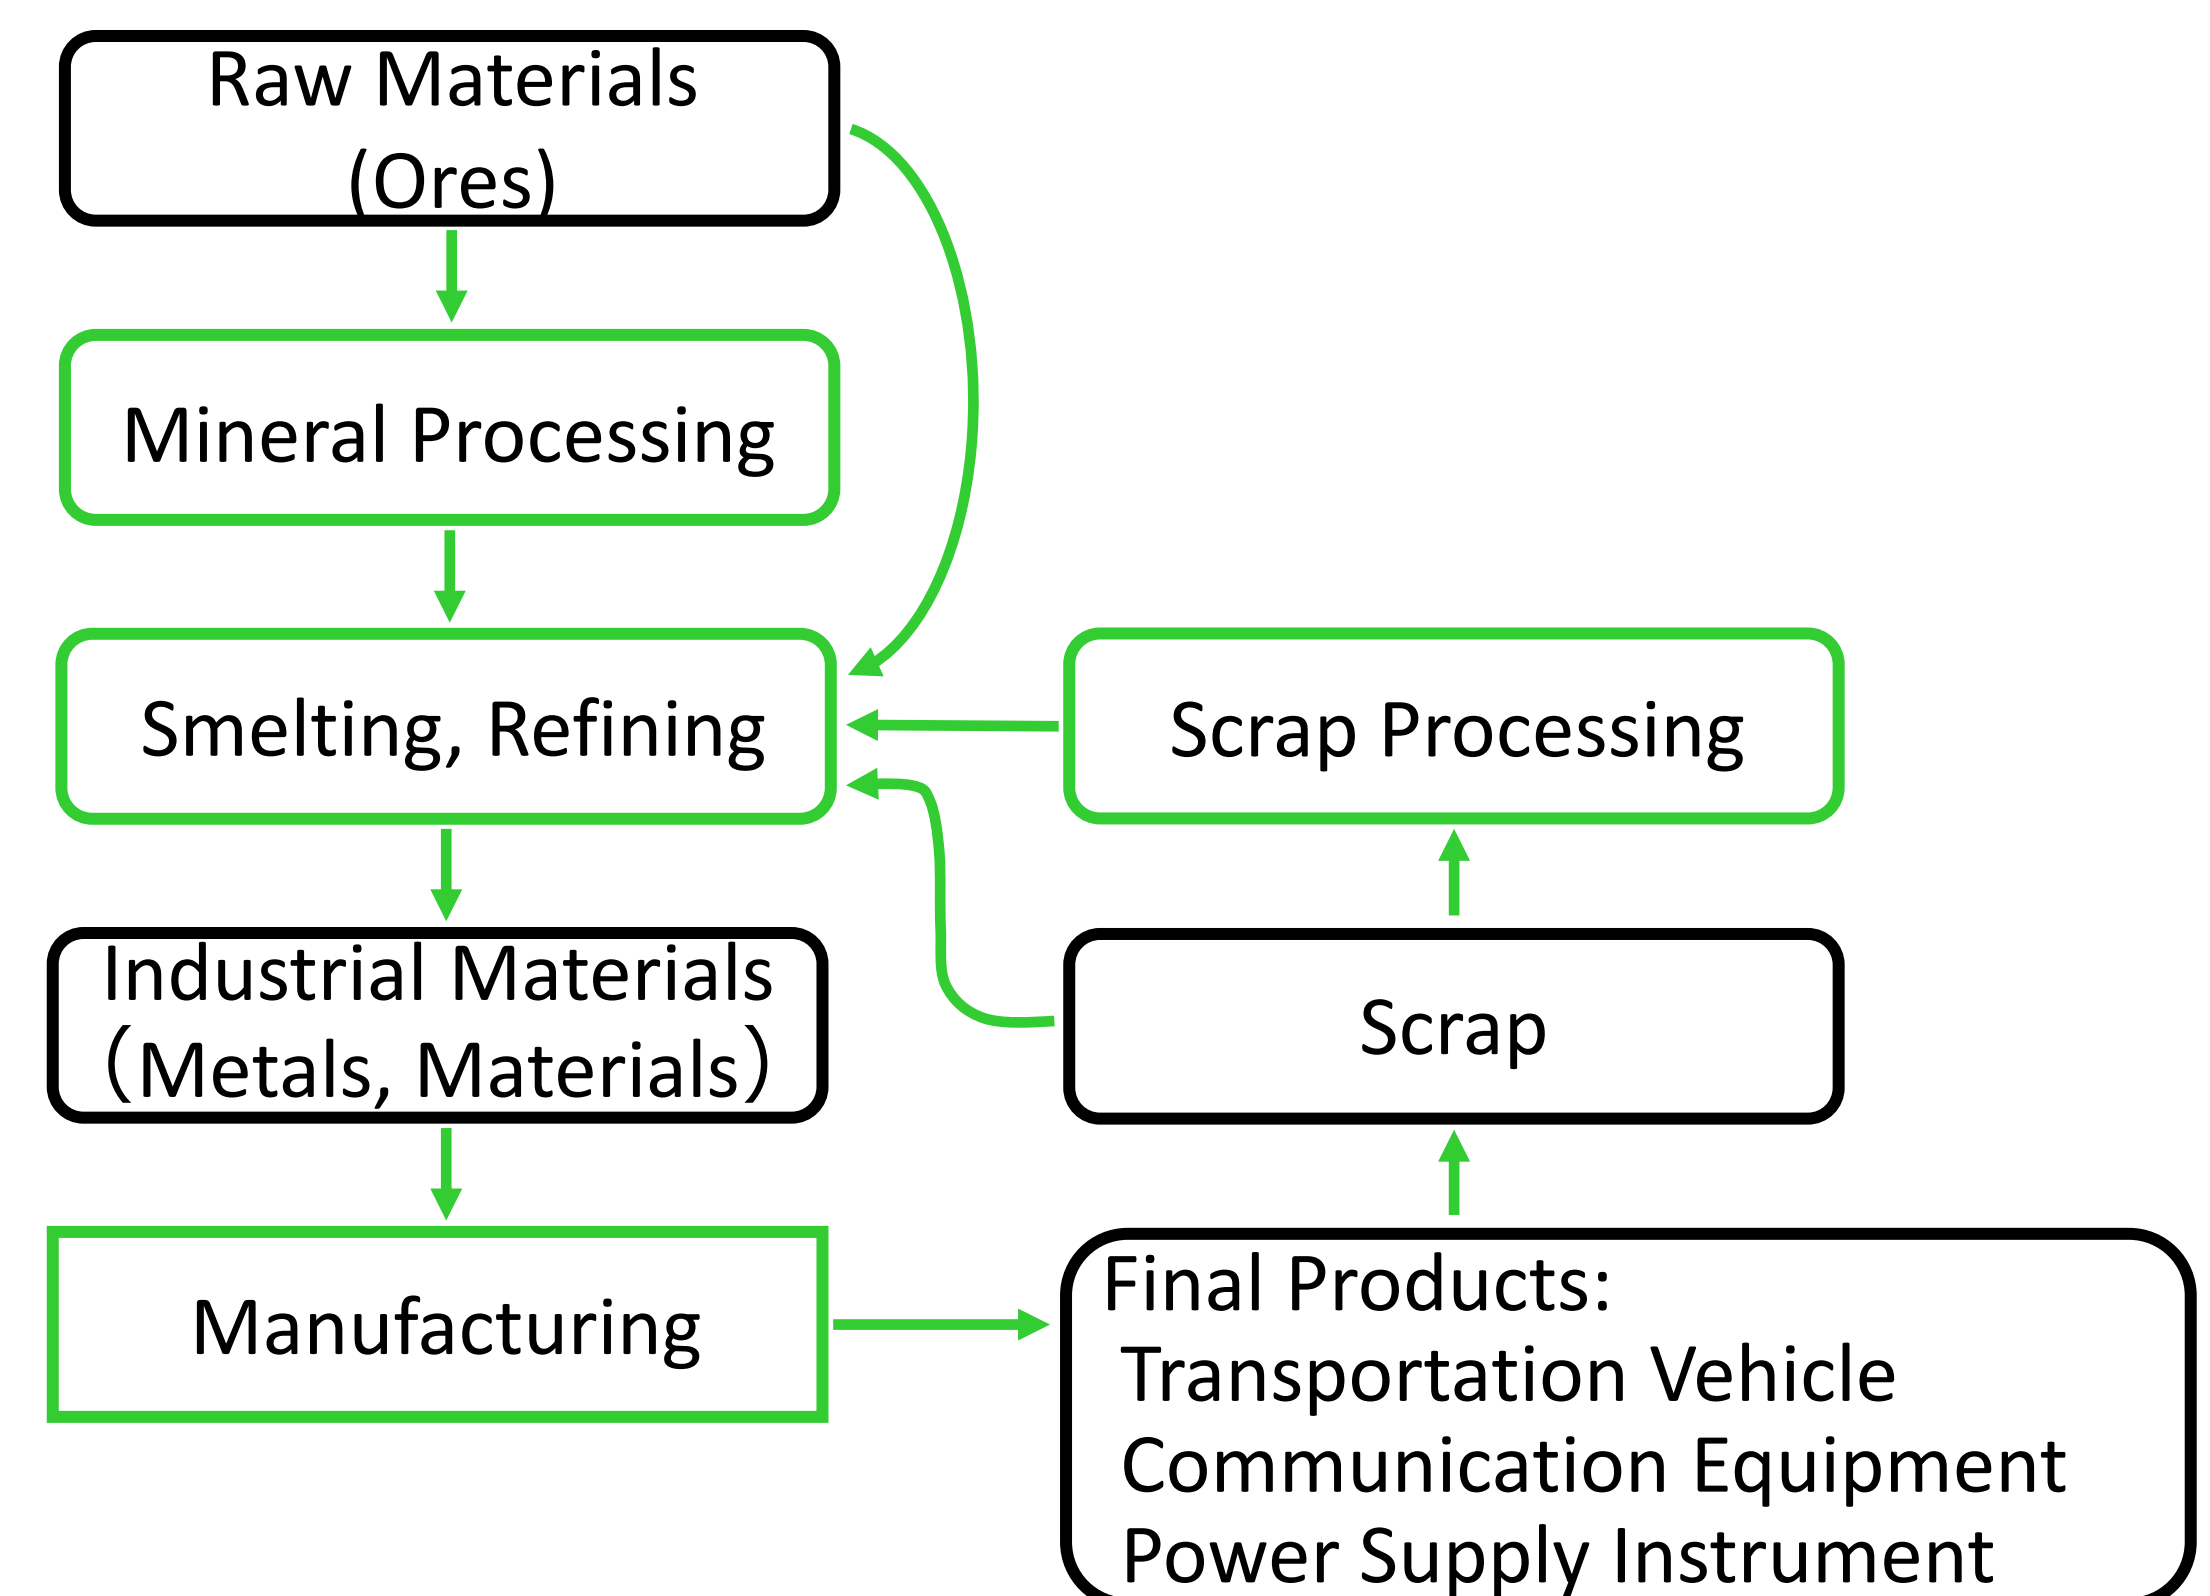 Raw Materials
(Ores)
Mineral Processing
Smelting, Refining
Scrap Processing
Industrial Materials
（Metals, Materials）
Scrap
Manufacturing
Final Products:
Transportation Vehicle
Communication Equipment
Power Supply Instrument